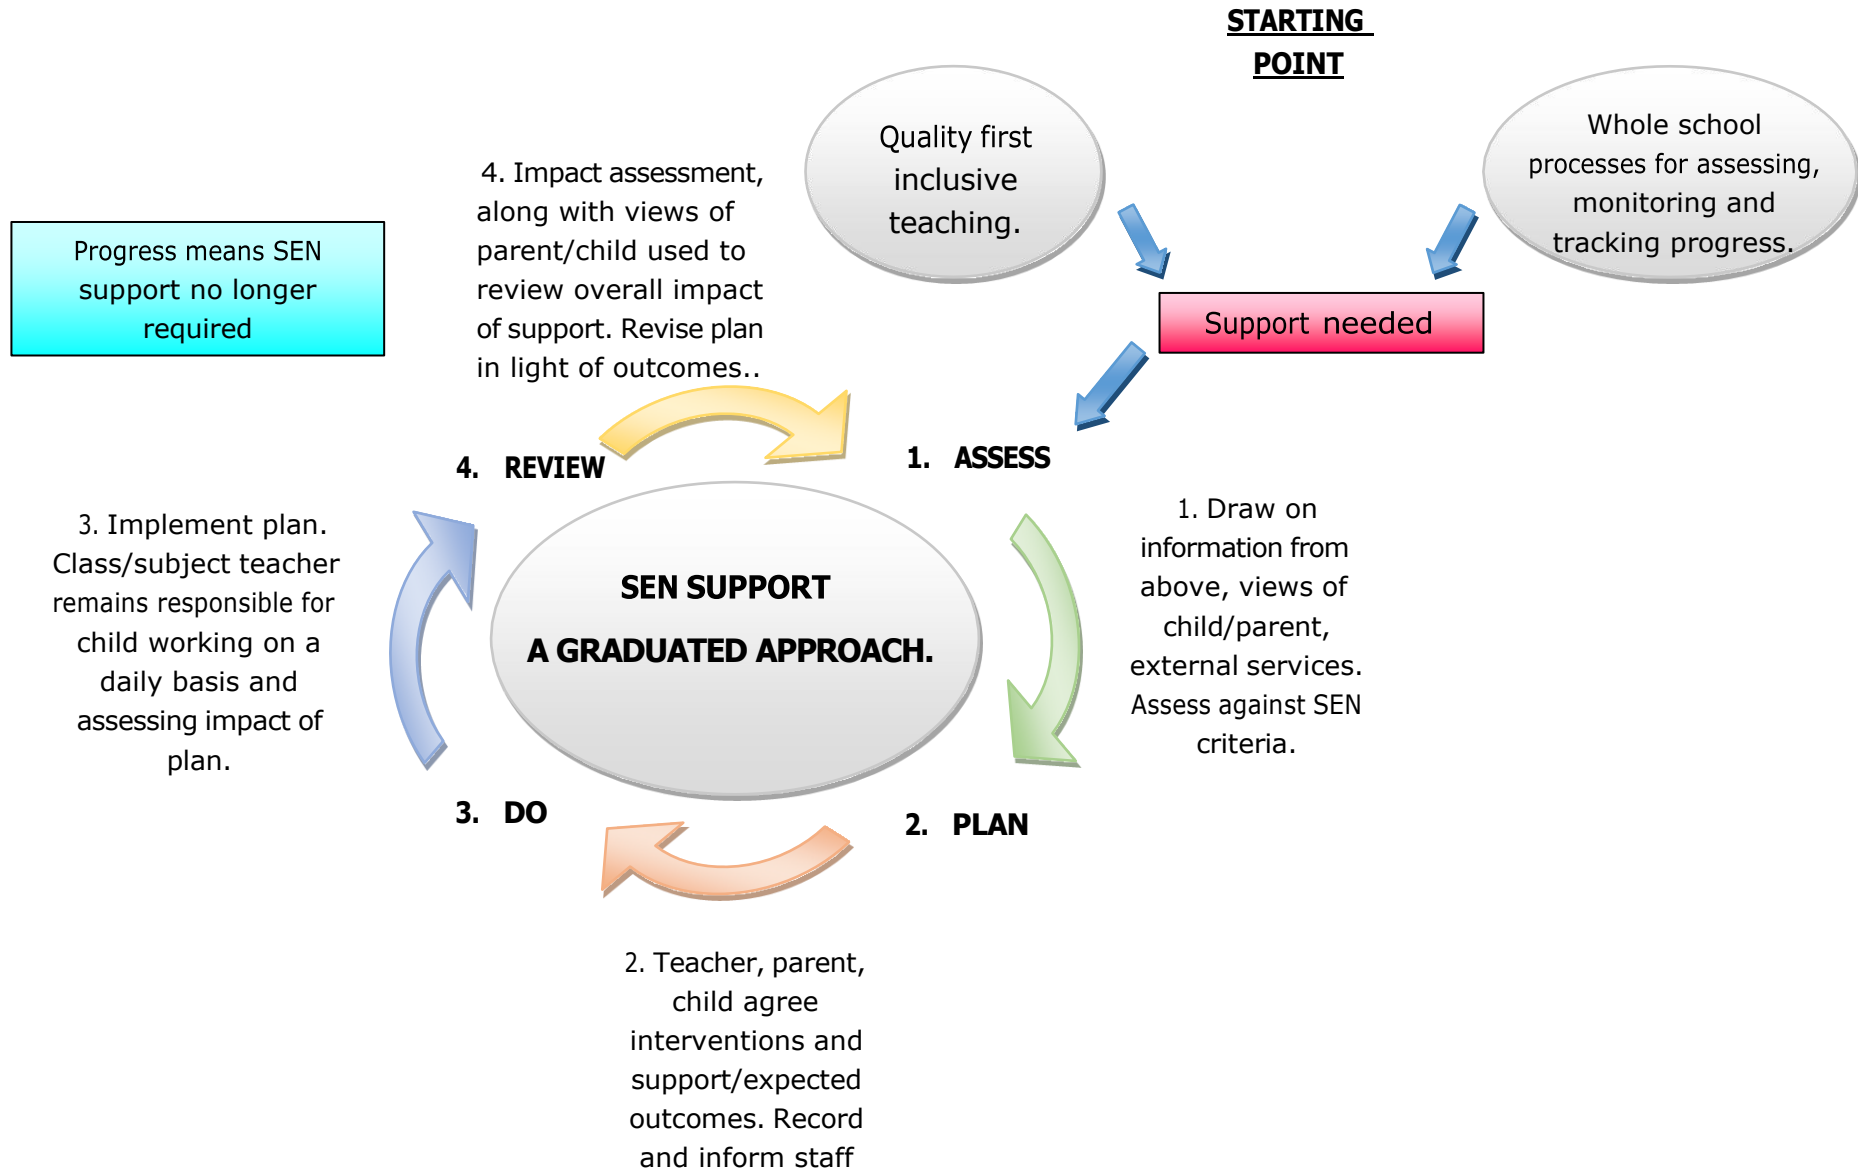 STARTING
POINT
Quality first
inclusive
teaching.
Whole school
processes for assessing,
monitoring and
tracking progress.
Support needed
Progress means SEN
support no longer
required
4. Impact assessment,
along with views of
parent/child used to
review overall impact
of support. Revise plan
in light of outcomes..
4. REVIEW
1. ASSESS
1. Draw on
information from
above, views of
child/parent,
external services.
Assess against SEN
criteria.
3. Implement plan.
Class/subject teacher
remains responsible for
child working on a
daily basis and
assessing impact of
plan.
SEN SUPPORT
A GRADUATED APPROACH.
3. DO
2. PLAN
2. Teacher, parent,
child agree
interventions and
support/expected
outcomes. Record
and inform staff